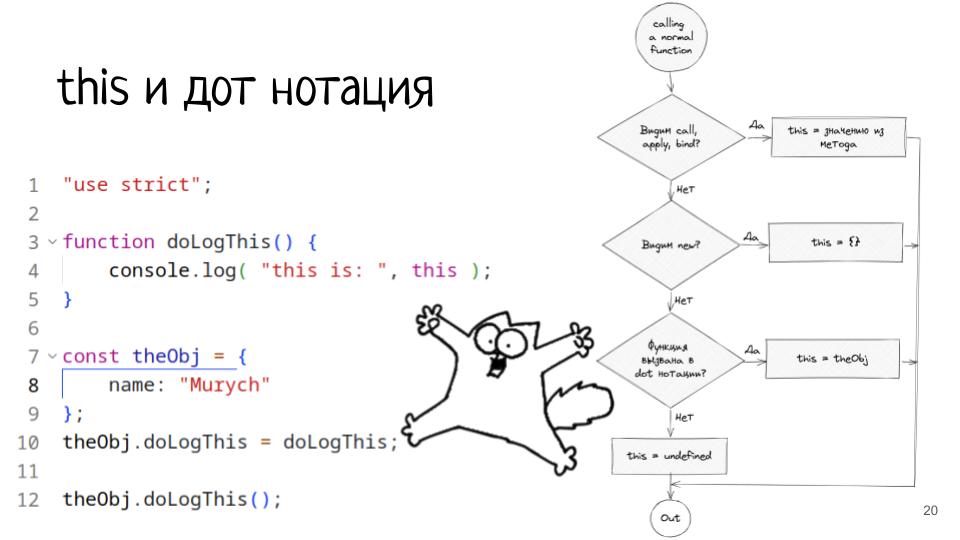 this и дот нотация
1 "use strict";
2
3 function doLogThis() {
4 console.log( "this is: ", this );
5 }
6
7 const theObj = {
8 name: "Murych"
9 };
10 theObj.doLogThis = doLogThis;
11
12 theObj.doLogThis();
calling
a normal
function
Видим call,
apply, bind?
Да
this = значению из
метода
Нет
Видим new?
Да
this = {}
Нет
Функция
вызвана в
dot нотации?
Да
this = theObj
Нет
this = undefined
Out
20